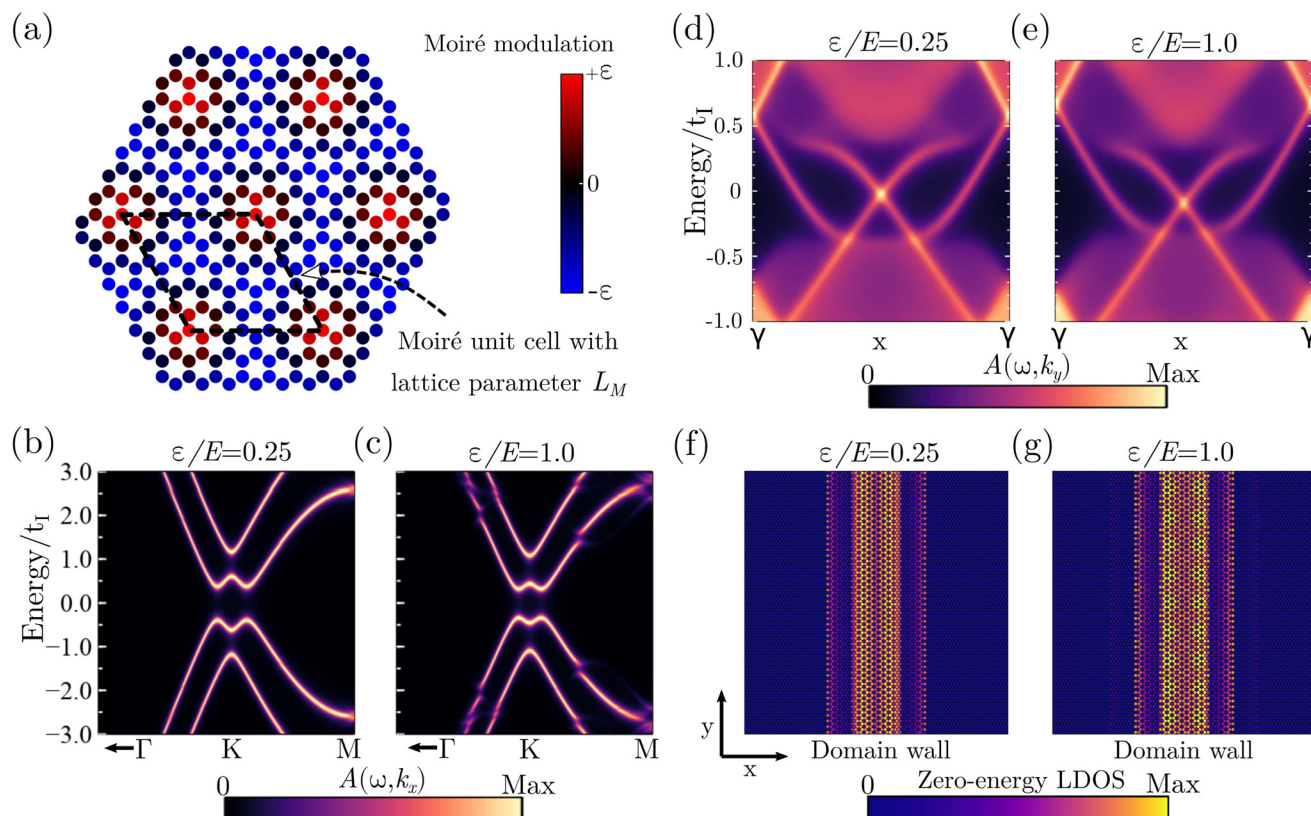 (a)
Moiré modulation
+ε
0
-ε
Moiré unit cell with
lattice parameter L_M
(b)
ε/E=0.25
(c)
ε/E=1.0
Energy/t_I
3.0
2.0
1.0
0.0
-1.0
-2.0
-3.0
Γ K M
Γ K M
0 A(ω,k_x) Max
(d)
ε/E=0.25
(e)
ε/E=1.0
Energy/t_I
1.0
0.5
0
-0.5
-1.0
γ x γ
x γ
0 A(ω,k_y) Max
(f)
ε/E=0.25
(g)
ε/E=1.0
y
x
Domain wall
Domain wall
0 Zero-energy LDOS Max